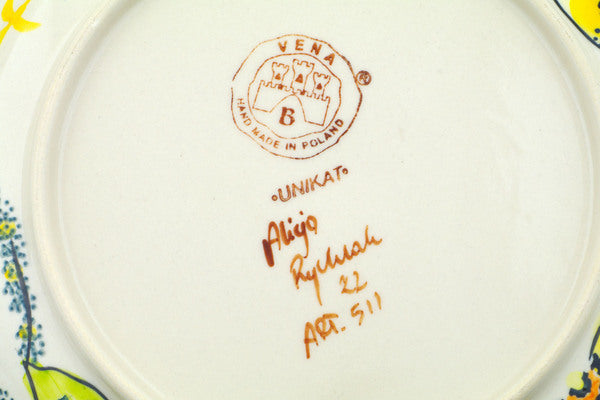 VENA
®
B
HAND MADE IN POLAND
•UNIKAT•
Alicja
Rychlak
22
ART. 511